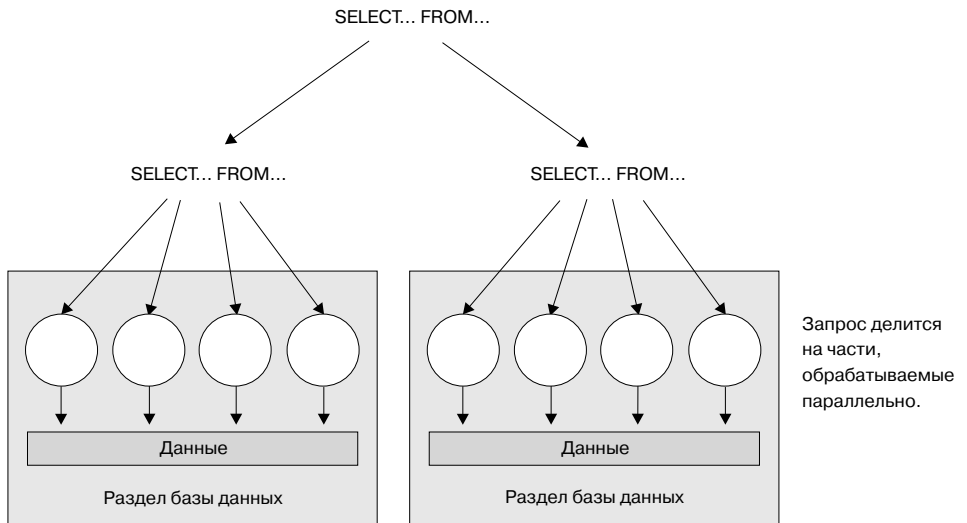 SELECT... FROM...
SELECT... FROM...
SELECT... FROM...
Запрос делится
на части,
обрабатываемые
параллельно.
Данные
Данные
Раздел базы данных
Раздел базы данных